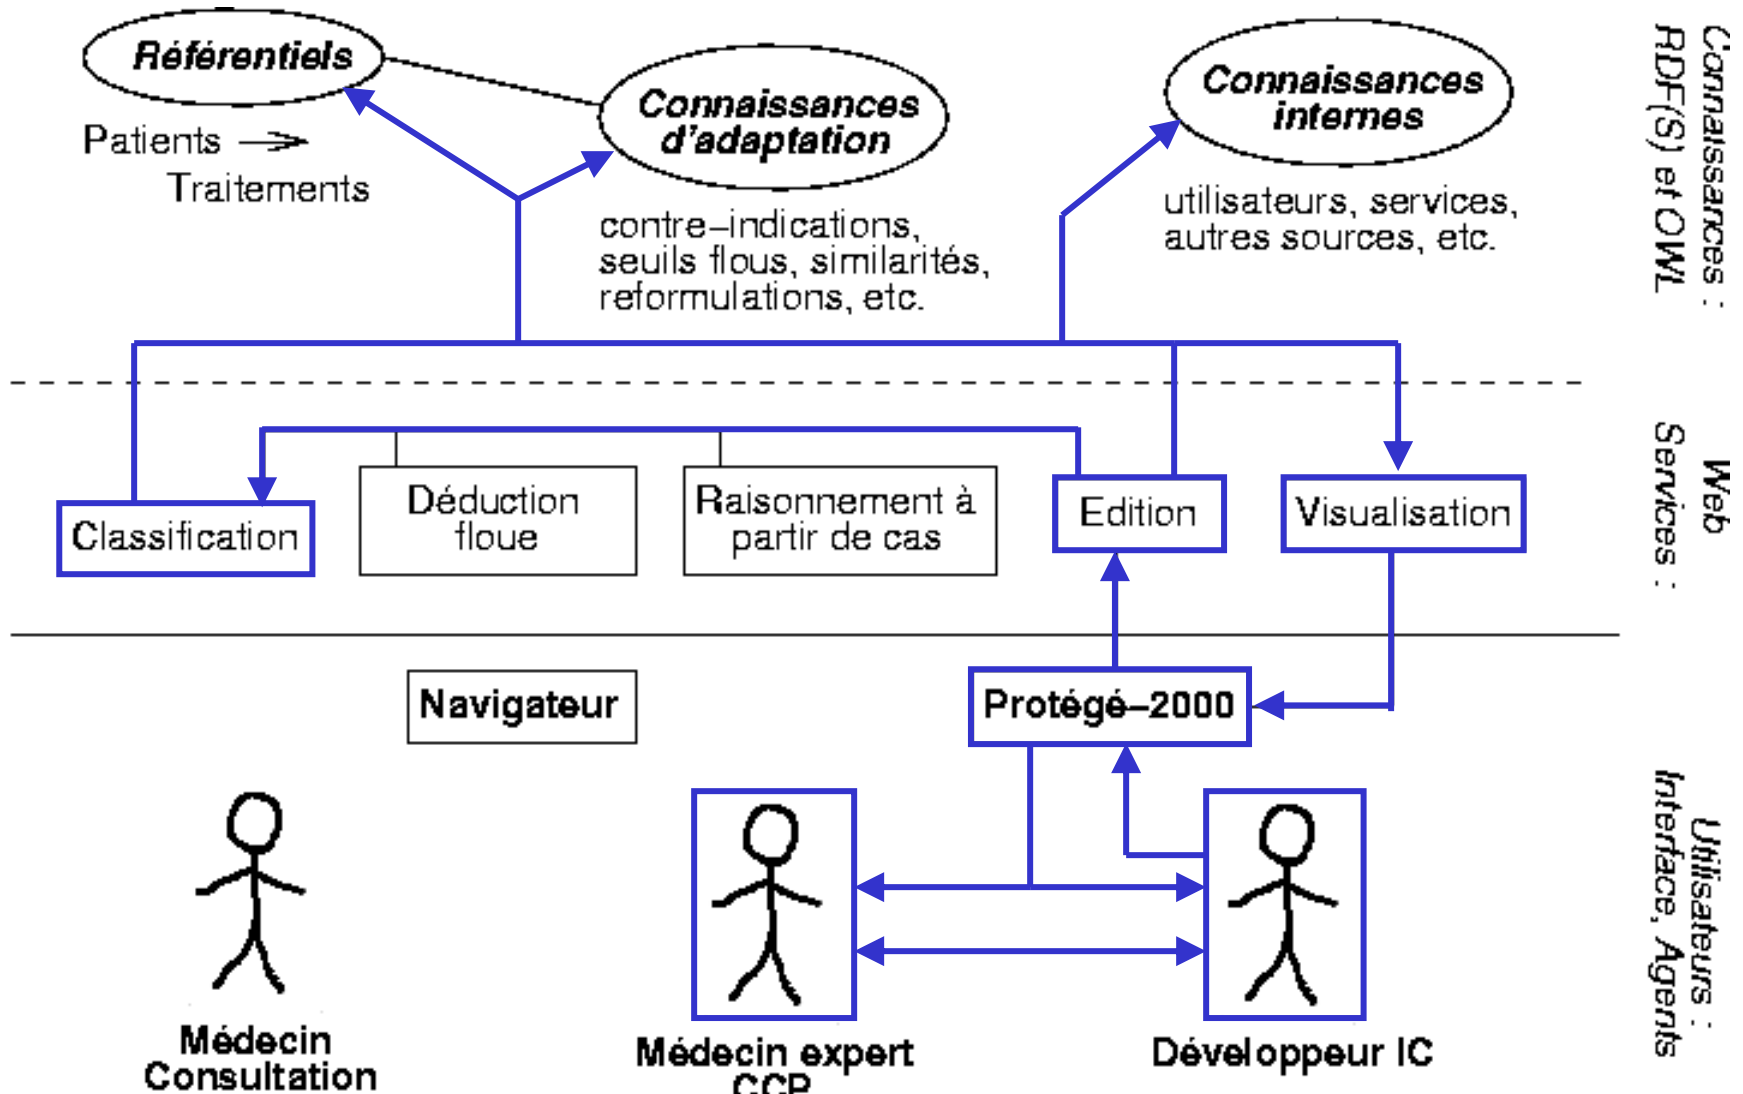 Référentiels
Patients
Traitements
Connaissances
d'adaptation
contre-indications,
seuils flous, similarités,
reformulations, etc.
Connaissances
internes
utilisateurs, services,
autres sources, etc.
Connaissances :
RDF(S) et OWL
Classification
Déduction
floue
Raisonnement à
partir de cas
Edition
Visualisation
Web
Services :
Navigateur
Protégé-2000
Médecin
Consultation
Médecin expert
CCP
Développeur IC
Utilisateurs :
Interface, Agents